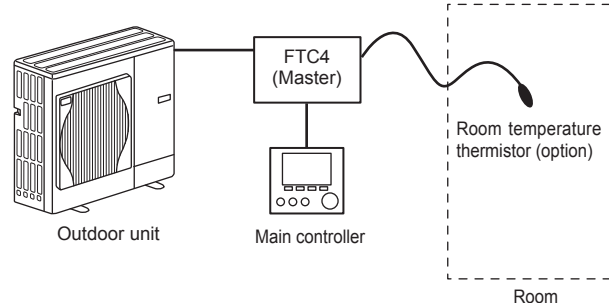 FTC4
(Master)
Room temperature
thermistor (option)
Outdoor unit
Main controller
Room